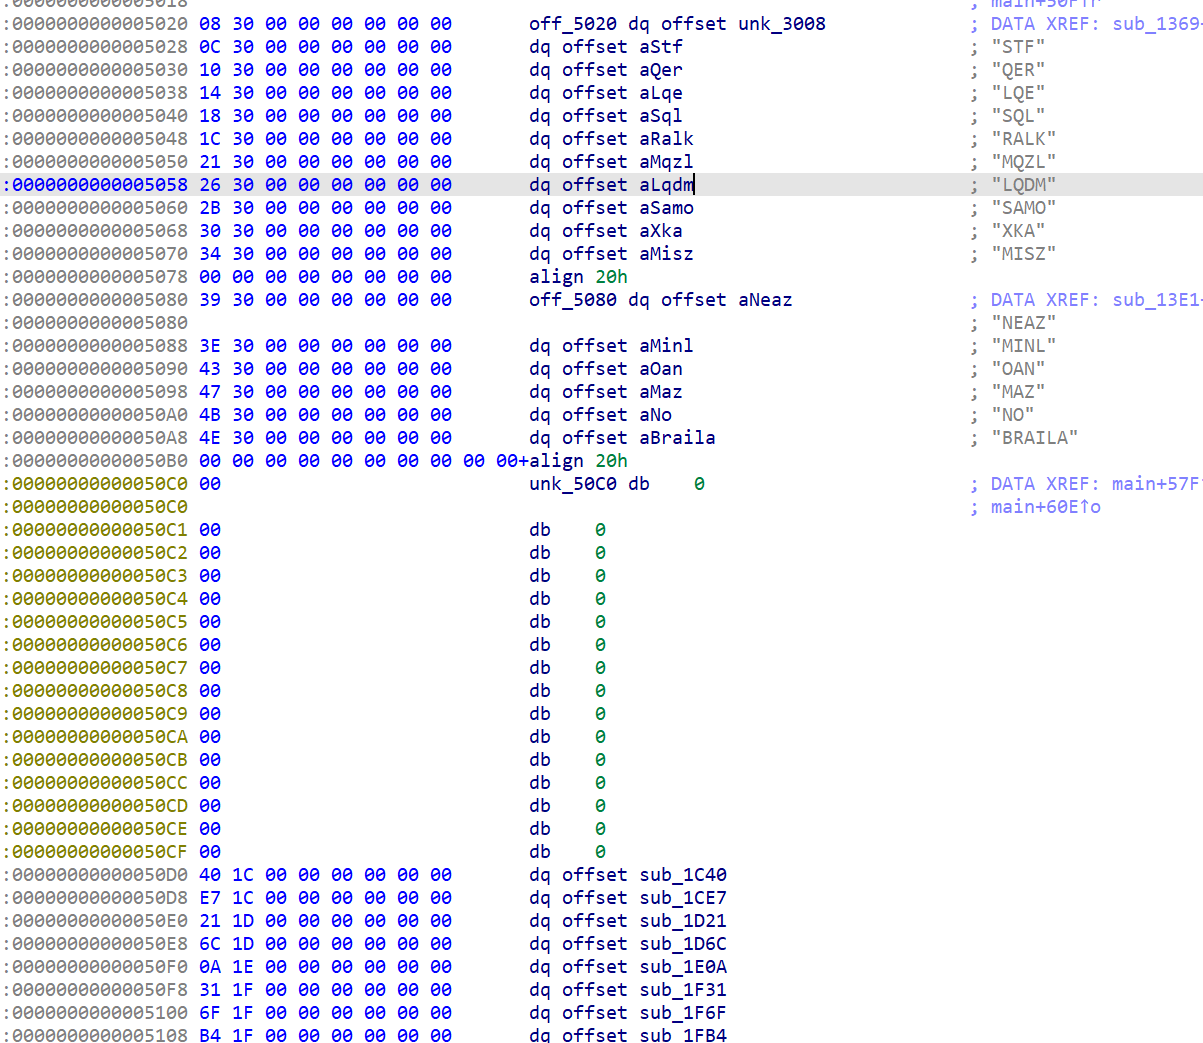 :0000000000005018 ; main+50F↑r
:0000000000005020 08 30 00 00 00 00 00 00 off_5020 dq offset unk_3008 ; DATA XREF: sub_1369
:0000000000005028 0C 30 00 00 00 00 00 00 dq offset aStf ; "STF"
:0000000000005030 10 30 00 00 00 00 00 00 dq offset aQer ; "QER"
:0000000000005038 14 30 00 00 00 00 00 00 dq offset aLqe ; "LQE"
:0000000000005040 18 30 00 00 00 00 00 00 dq offset aSql ; "SQL"
:0000000000005048 1C 30 00 00 00 00 00 00 dq offset aRalk ; "RALK"
:0000000000005050 21 30 00 00 00 00 00 00 dq offset aMqzl ; "MQZL"
:0000000000005058 26 30 00 00 00 00 00 00 dq offset aLqdm ; "LQDM"
:0000000000005060 2B 30 00 00 00 00 00 00 dq offset aSamo ; "SAMO"
:0000000000005068 30 30 00 00 00 00 00 00 dq offset aXka ; "XKA"
:0000000000005070 34 30 00 00 00 00 00 00 dq offset aMisz ; "MISZ"
:0000000000005078 00 00 00 00 00 00 00 00 align 20h
:0000000000005080 39 30 00 00 00 00 00 00 off_5080 dq offset aNeaz ; DATA XREF: sub_13E1
:0000000000005080 ; "NEAZ"
:0000000000005088 3E 30 00 00 00 00 00 00 dq offset aMinl ; "MINL"
:0000000000005090 43 30 00 00 00 00 00 00 dq offset aOan ; "OAN"
:0000000000005098 47 30 00 00 00 00 00 00 dq offset aMaz ; "MAZ"
:00000000000050A0 4B 30 00 00 00 00 00 00 dq offset aNo ; "NO"
:00000000000050A8 4E 30 00 00 00 00 00 00 dq offset aBraila ; "BRAILA"
:00000000000050B0 00 00 00 00 00 00 00 00 00 00+align 20h
:00000000000050C0 00 unk_50C0 db 0 ; DATA XREF: main+57F
:00000000000050C0 ; main+60E↑o
:00000000000050C1 00 db 0
:00000000000050C2 00 db 0
:00000000000050C3 00 db 0
:00000000000050C4 00 db 0
:00000000000050C5 00 db 0
:00000000000050C6 00 db 0
:00000000000050C7 00 db 0
:00000000000050C8 00 db 0
:00000000000050C9 00 db 0
:00000000000050CA 00 db 0
:00000000000050CB 00 db 0
:00000000000050CC 00 db 0
:00000000000050CD 00 db 0
:00000000000050CE 00 db 0
:00000000000050CF 00 db 0
:00000000000050D0 40 1C 00 00 00 00 00 00 dq offset sub_1C40
:00000000000050D8 E7 1C 00 00 00 00 00 00 dq offset sub_1CE7
:00000000000050E0 21 1D 00 00 00 00 00 00 dq offset sub_1D21
:00000000000050E8 6C 1D 00 00 00 00 00 00 dq offset sub_1D6C
:00000000000050F0 0A 1E 00 00 00 00 00 00 dq offset sub_1E0A
:00000000000050F8 31 1F 00 00 00 00 00 00 dq offset sub_1F31
:0000000000005100 6F 1F 00 00 00 00 00 00 dq offset sub_1F6F
:0000000000005108 B4 1F 00 00 00 00 00 00 dq offset sub_1FB4